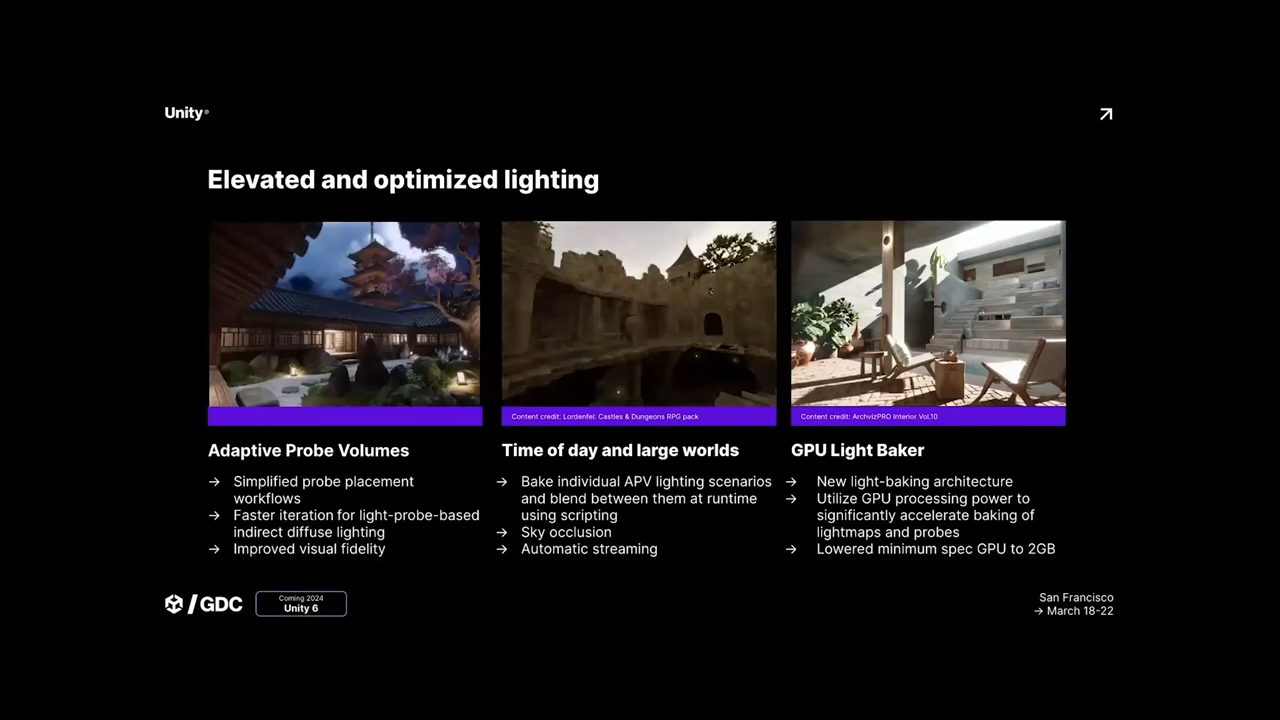 Unity®
Elevated and optimized lighting
Content credit: Lordenfel: Castles & Dungeons RPG pack
Content credit: ArchvizPRO Interior Vol.10
Adaptive Probe Volumes
→ Simplified probe placement
workflows
→ Faster iteration for light-probe-based
indirect diffuse lighting
→ Improved visual fidelity
Time of day and large worlds
→ Bake individual APV lighting scenarios
and blend between them at runtime
using scripting
→ Sky occlusion
→ Automatic streaming
GPU Light Baker
→ New light-baking architecture
→ Utilize GPU processing power to
significantly accelerate baking of
lightmaps and probes
→ Lowered minimum spec GPU to 2GB
/GDC
Coming 2024
Unity 6
San Francisco
→ March 18-22